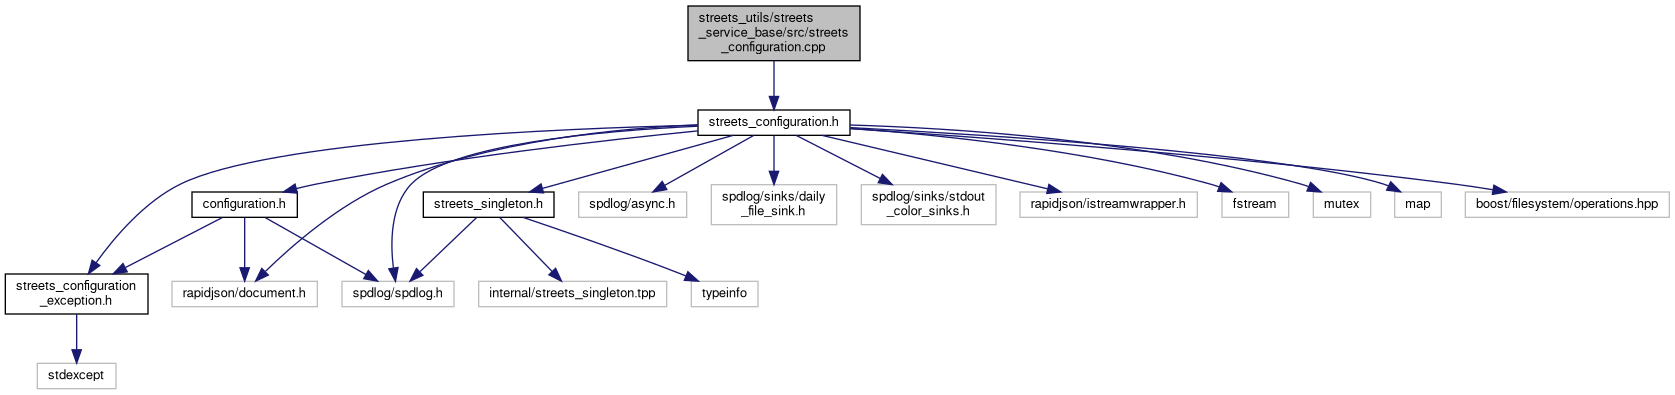 streets_utils/streets
_service_base/src/streets
_configuration.cpp
streets_configuration.h
configuration.h
streets_singleton.h
spdlog/async.h
spdlog/sinks/daily
_file_sink.h
spdlog/sinks/stdout
_color_sinks.h
rapidjson/istreamwrapper.h
fstream
mutex
map
boost/filesystem/operations.hpp
streets_configuration
_exception.h
rapidjson/document.h
spdlog/spdlog.h
internal/streets_singleton.tpp
typeinfo
stdexcept